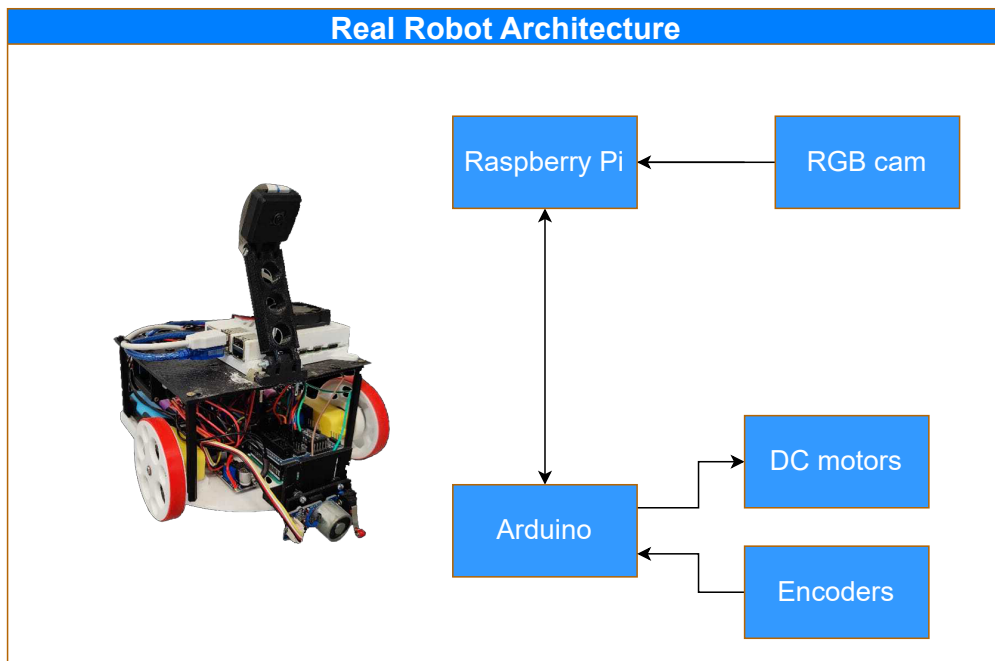 Real Robot Architecture
Raspberry Pi
RGB cam
DC motors
Arduino
Encoders